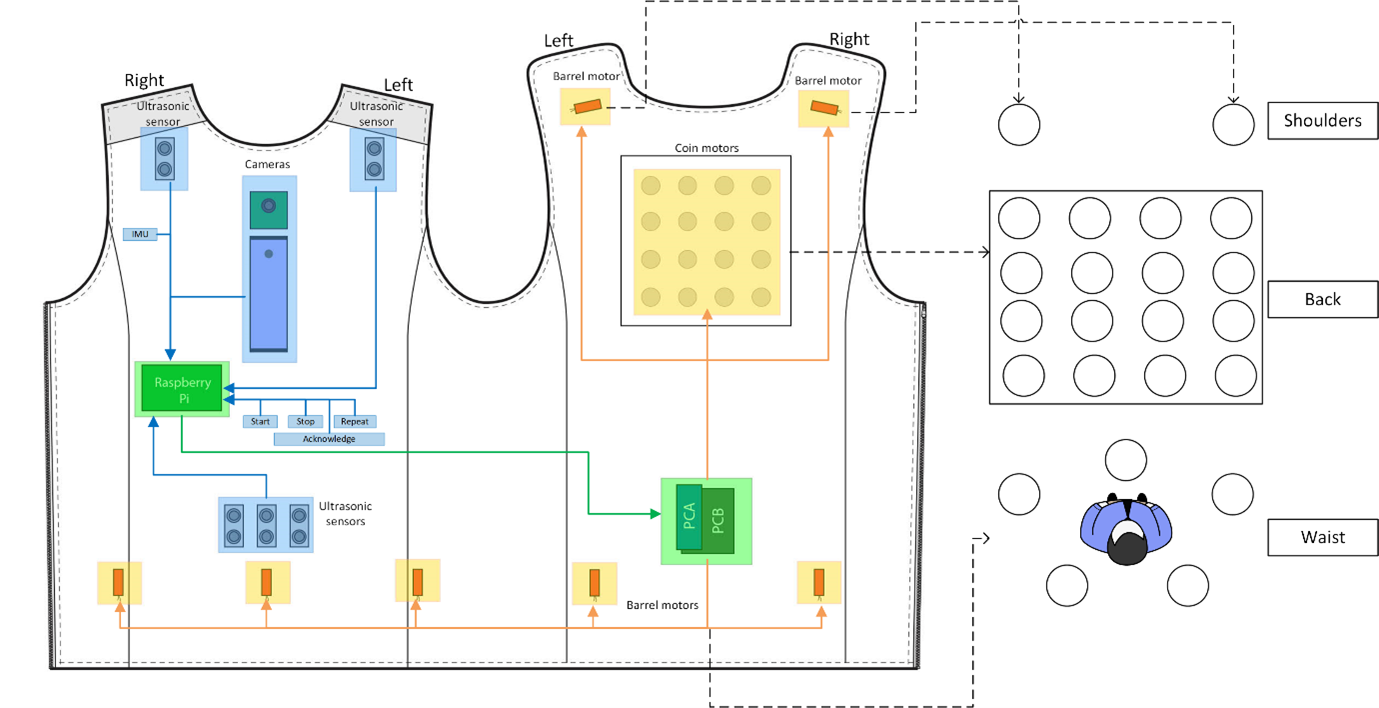 Left
Right
Right
Left
Barrel motor
Barrel motor
Ultrasonic
sensor
Ultrasonic
sensor
Shoulders
Coin motors
Cameras
IMU
Back
Raspberry
Pi
Start
Stop
Repeat
Acknowledge
Ultrasonic
sensors
PCA
PCB
Waist
Barrel motors